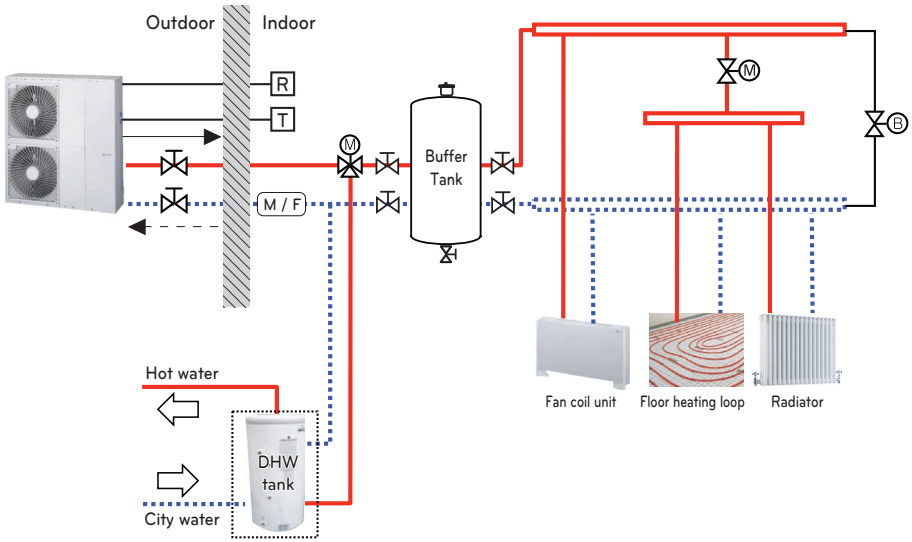 Outdoor
Indoor
R
T
M
M / F
Buffer
Tank
M
B
Fan coil unit
Floor heating loop
Radiator
Hot water
DHW
tank
City water